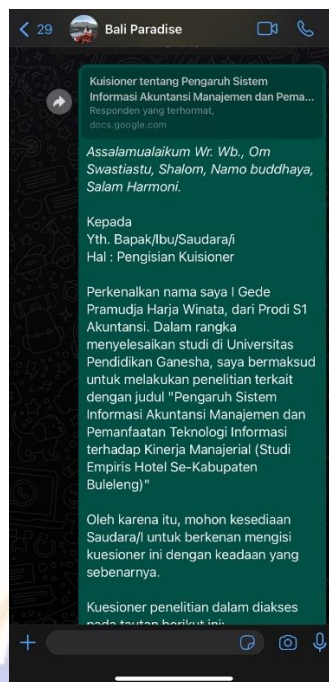 29
Bali Paradise
Kuisioner tentang Pengaruh Sistem
Informasi Akuntansi Manajemen dan Pema...
Responden yang terhormat,
docs.google.com
Assalamualaikum Wr. Wb., Om
Swastiastu, Shalom, Namo buddhaya,
Salam Harmoni.
Kepada
Yth. Bapak/Ibu/Saudara/i
Hal : Pengisian Kuisioner
Perkenalkan nama saya I Gede
Pramudja Harja Winata, dari Prodi S1
Akuntansi. Dalam rangka
menyelesaikan studi di Universitas
Pendidikan Ganesha, saya bermaksud
untuk melakukan penelitian terkait
dengan judul "Pengaruh Sistem
Informasi Akuntansi Manajemen dan
Pemanfaatan Teknologi Informasi
terhadap Kinerja Manajerial (Studi
Empiris Hotel Se-Kabupaten
Buleleng)"
Oleh karena itu, mohon kesediaan
Saudara/I untuk berkenan mengisi
kuesioner ini dengan keadaan yang
sebenarnya.
Kuesioner penelitian dalam diakses
pada tautan berikut ini: